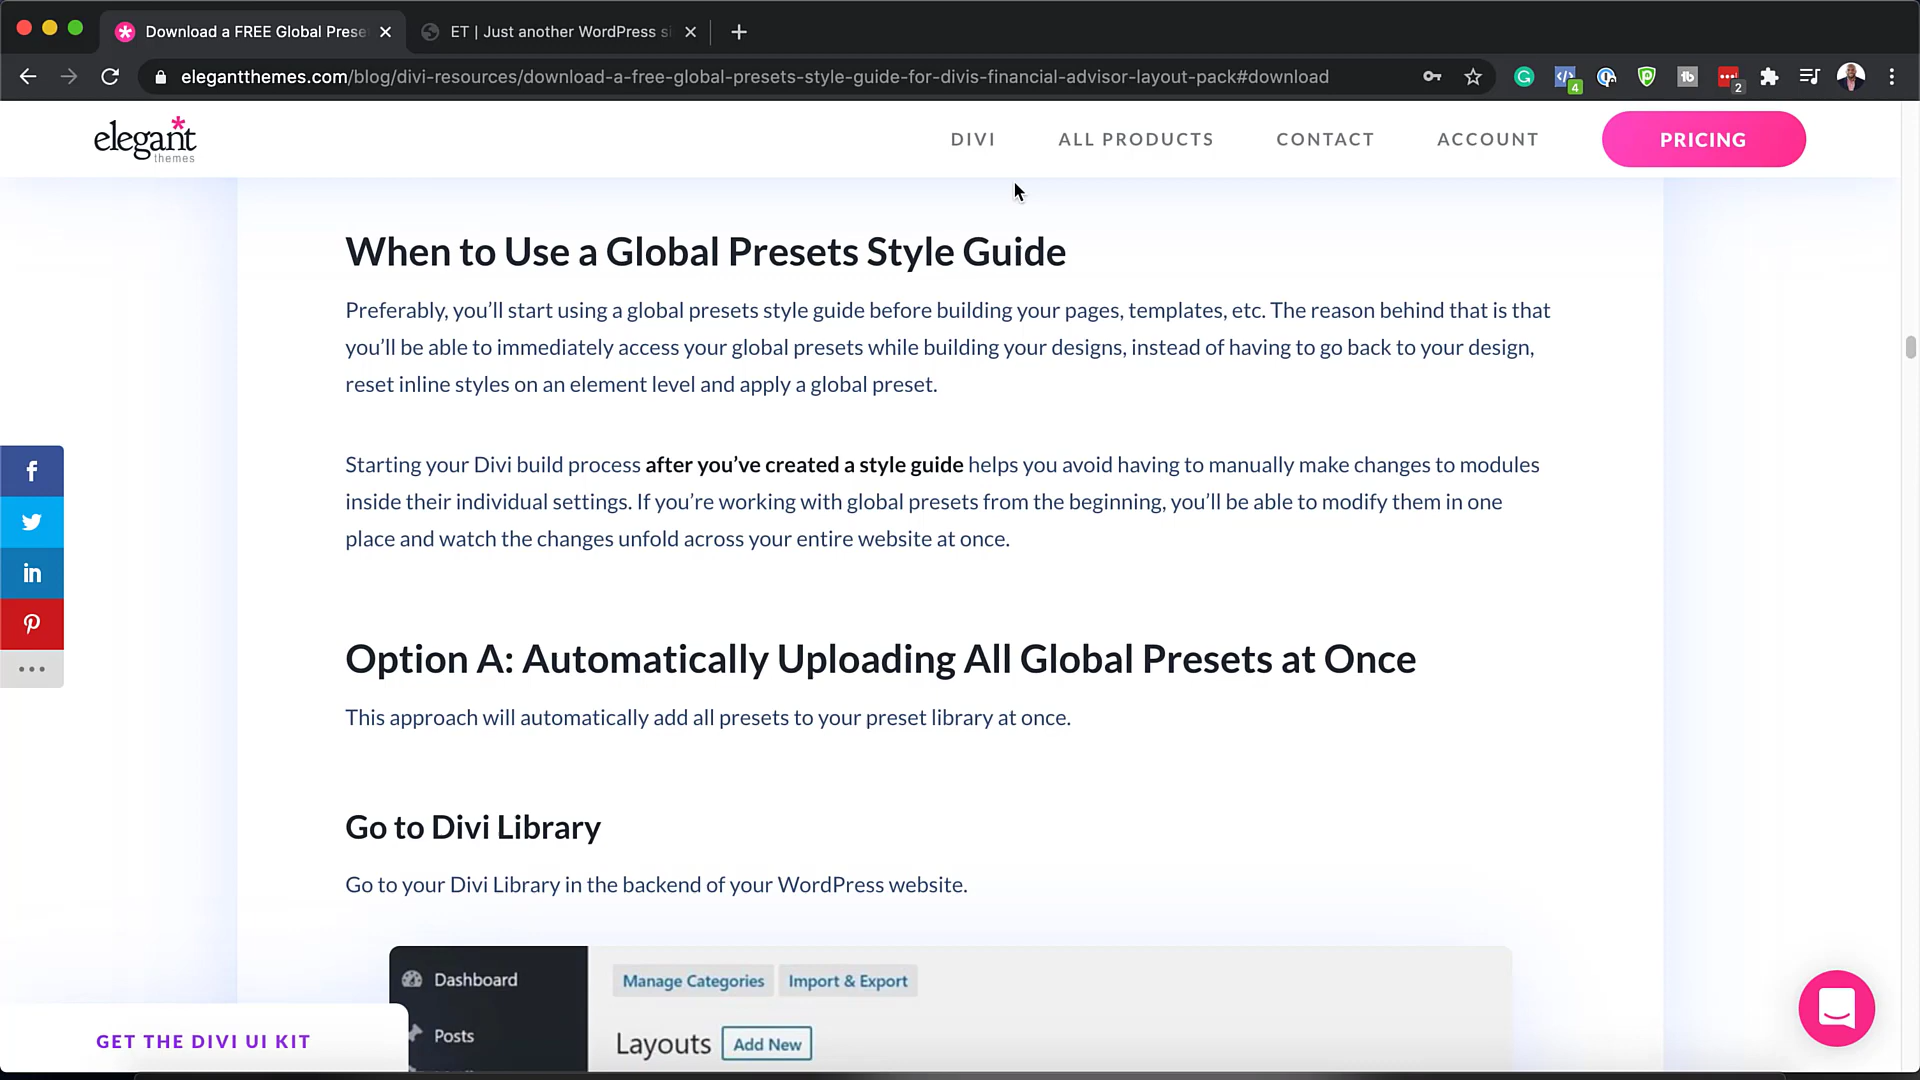 Download a FREE Global Prese
ET | Just another WordPress si
elegantthemes.com/blog/divi-resources/download-a-free-global-presets-style-guide-for-divis-financial-advisor-layout-pack#download
4
2
elegant
themes
DIVI
ALL PRODUCTS
CONTACT
ACCOUNT
PRICING
When to Use a Global Presets Style Guide
Preferably, you’ll start using a global presets style guide before building your pages, templates, etc. The reason behind that is that
you’ll be able to immediately access your global presets while building your designs, instead of having to go back to your design,
reset inline styles on an element level and apply a global preset.
Starting your Divi build process after you’ve created a style guide helps you avoid having to manually make changes to modules
inside their individual settings. If you’re working with global presets from the beginning, you’ll be able to modify them in one
place and watch the changes unfold across your entire website at once.
Option A: Automatically Uploading All Global Presets at Once
This approach will automatically add all presets to your preset library at once.
Go to Divi Library
Go to your Divi Library in the backend of your WordPress website.
Dashboard
Manage Categories
Import & Export
Posts
Layouts
Add New
GET THE DIVI UI KIT